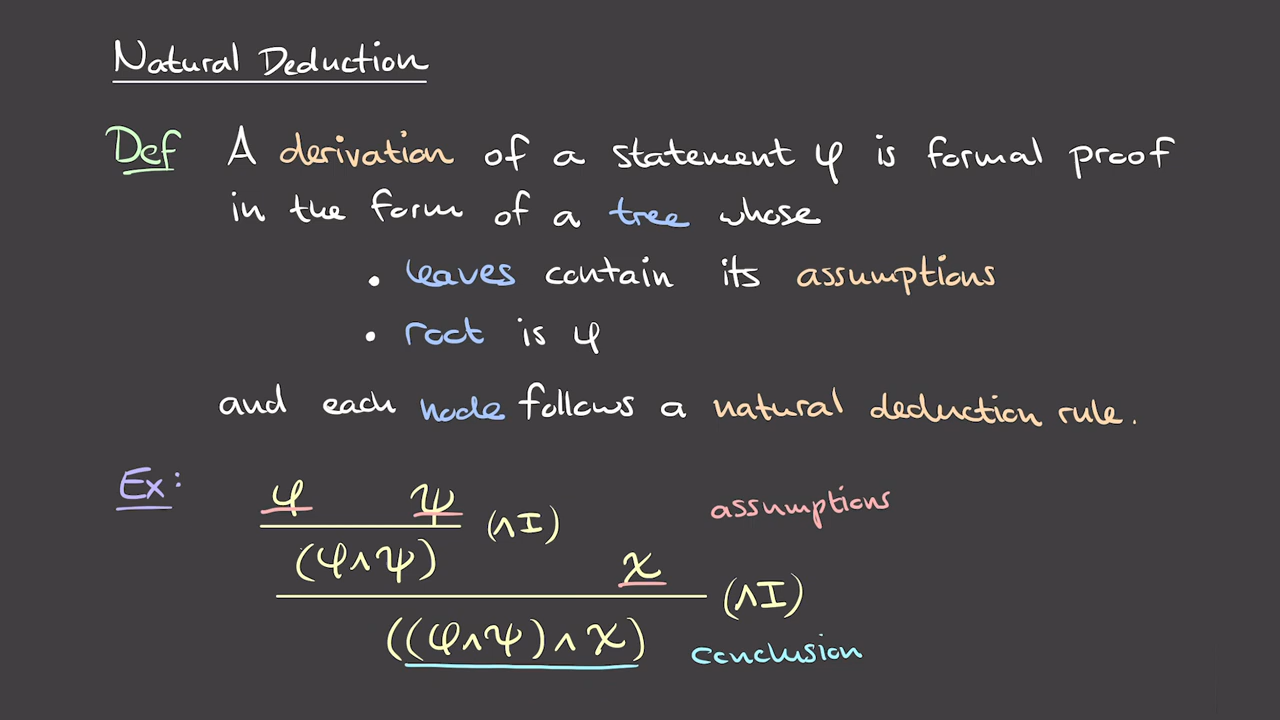 Natural Deduction
Def A derivation of a statement φ is formal proof
in the form of a tree whose
• leaves contain its assumptions
• root is φ
and each node follows a natural deduction rule.
Ex: φ ψ (∧I) assumptions
(φ∧ψ) χ
(∧I)
((φ∧ψ)∧χ) conclusion